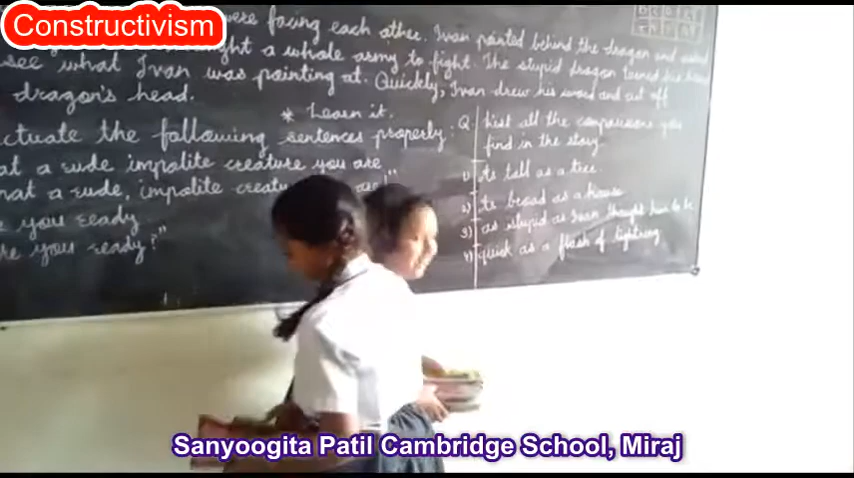 Constructivism
were facing each other. Ivan pointed behind the dragon and
see what Ivan was pointing at. Quickly, Ivan drew his sword and cut off
a whole army to fight. The stupid dragon turned his head
dragon's head.
* Learn it.
the following sentences properly:
at a rude impolite creature you are
hat a rude, impolite
you ready
you ready?"
Q. List all the comparisons you
find in the story
1) As tall as a tree.
2) As broad as a house
3) as stupid as Ivan thought him to be
4) quick as a flash of lightning
Sanyoogita Patil Cambridge School, Miraj